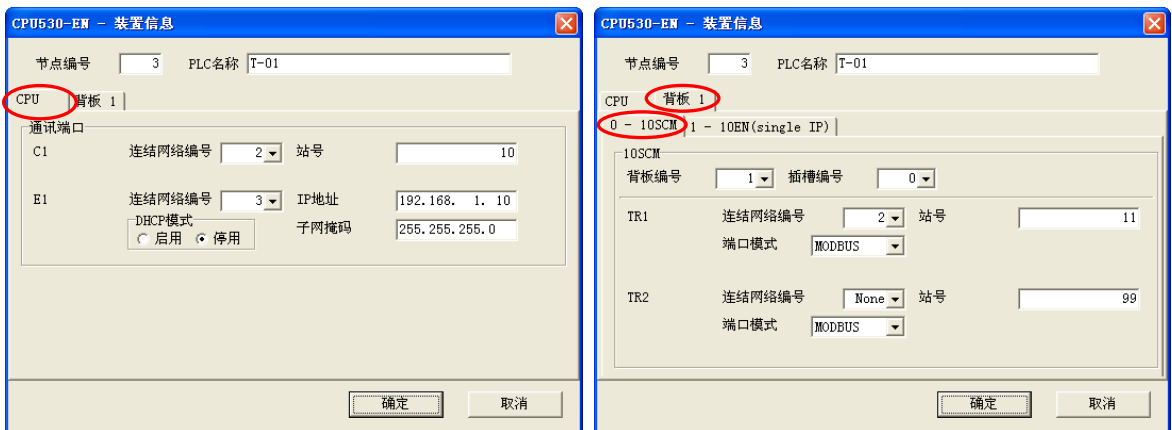 CPU530-EN - 装置信息
节点编号 3 PLC名称 T-01
CPU 背板 1
通讯端口
C1 连结网络编号 2 站号 10
E1 连结网络编号 3 IP地址 192.168. 1. 10
DHCP模式
启用 停用 子网掩码 255.255.255.0
确定 取消
CPU530-EN - 装置信息
节点编号 3 PLC名称 T-01
CPU 背板 1
0 - 10SCM 1 - 10EN(single IP)
10SCM
背板编号 1 插槽编号 0
TR1 连结网络编号 2 站号 11
端口模式 MODBUS
TR2 连结网络编号 None 站号 99
端口模式 MODBUS
确定 取消